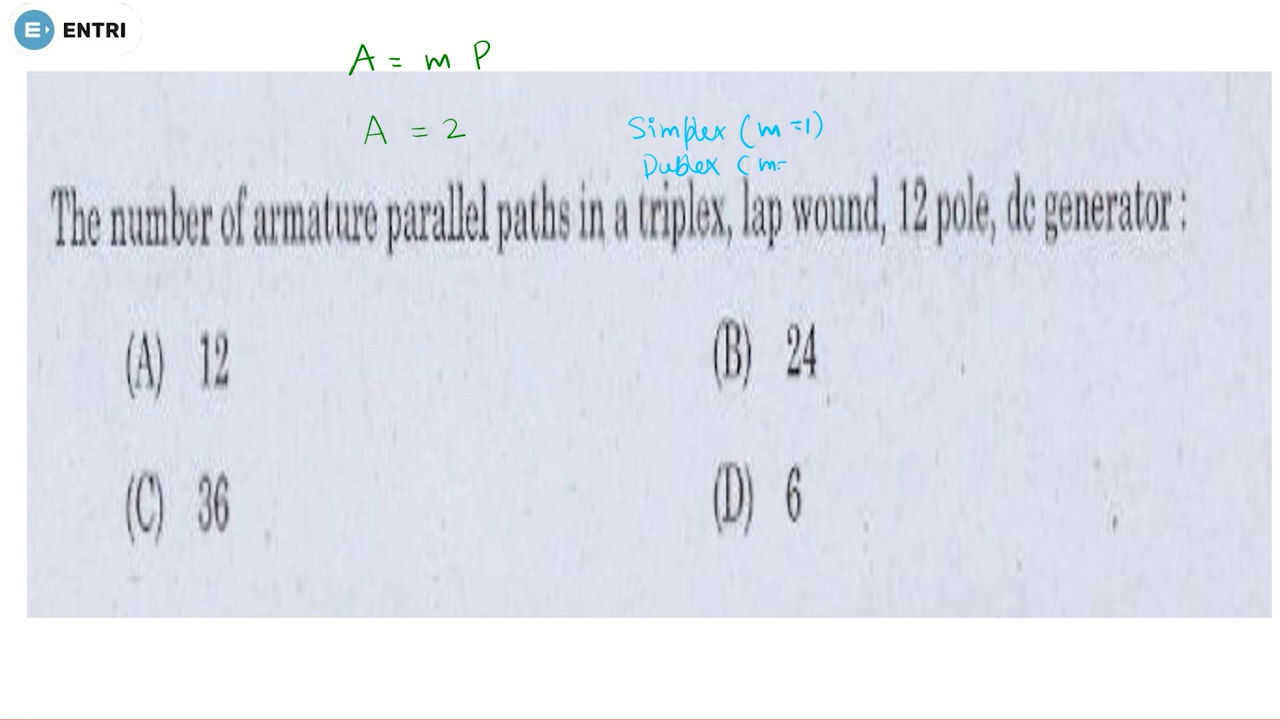 ENTRI
A = m P
A = 2
Simplex (m=1)
Duplex (m=
The number of armature parallel paths in a triplex, lap wound, 12 pole, dc generator :
(A) 12
(B) 24
(C) 36
(D) 6